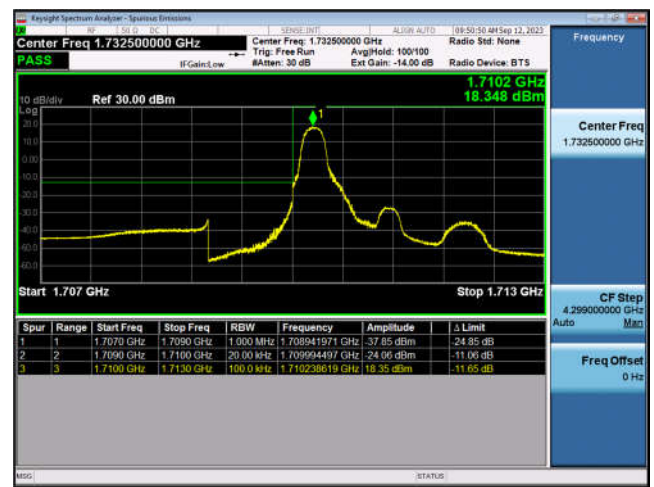 Keysight Spectrum Analyzer - Spurious Emissions
RF 50 Ω DC SENSE:INT ALIGN AUTO 09:50:50 AM Sep 12, 2023
Center Freq 1.732500000 GHz
Center Freq: 1.732500000 GHz
Radio Std: None
Trig: Free Run
Avg|Hold: 100/100
PASS
IFGain:Low
#Atten: 30 dB
Ext Gain: -14.00 dB
Radio Device: BTS
Frequency
1.7102 GHz
18.348 dBm
10 dB/div Ref 30.00 dBm
Log
1
20.0
10.0
0.00
-10.0
-20.0
-30.0
-40.0
-50.0
-60.0
Start 1.707 GHz Stop 1.713 GHz
Center Freq
1.732500000 GHz
CF Step
4.299000000 GHz
Auto Man
Freq Offset
0 Hz
Spur Range Start Freq Stop Freq RBW Frequency Amplitude Δ Limit
1 1 1.7070 GHz 1.7090 GHz 1.000 MHz 1.708941971 GHz -37.85 dBm -24.85 dB
2 2 1.7090 GHz 1.7100 GHz 20.00 kHz 1.709994497 GHz -24.06 dBm -11.06 dB
3 3 1.7100 GHz 1.7130 GHz 100.0 kHz 1.710238619 GHz 18.35 dBm -11.65 dB
MSG STATUS